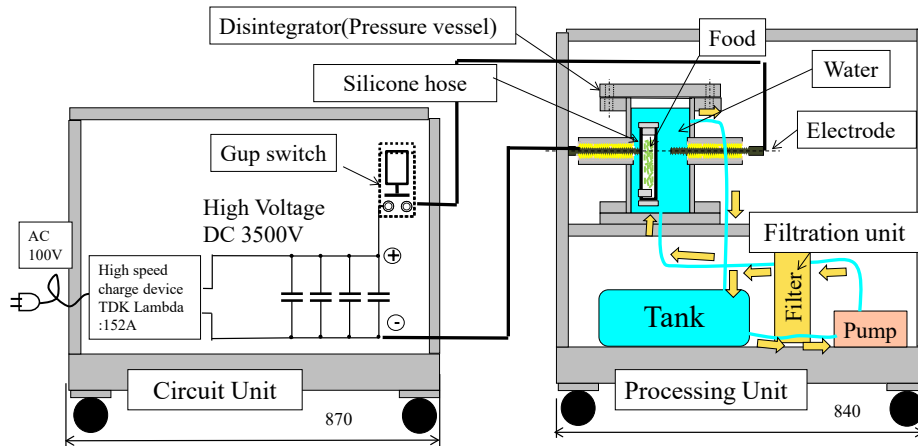 Disintegrator(Pressure vessel)
Food
Silicone hose
Water
Electrode
Gup switch
High Voltage
DC 3500V
AC
100V
High speed
charge device
TDK Lambda
:152A
+
-
Filtration unit
Filter
Tank
Pump
Circuit Unit
Processing Unit
870
840